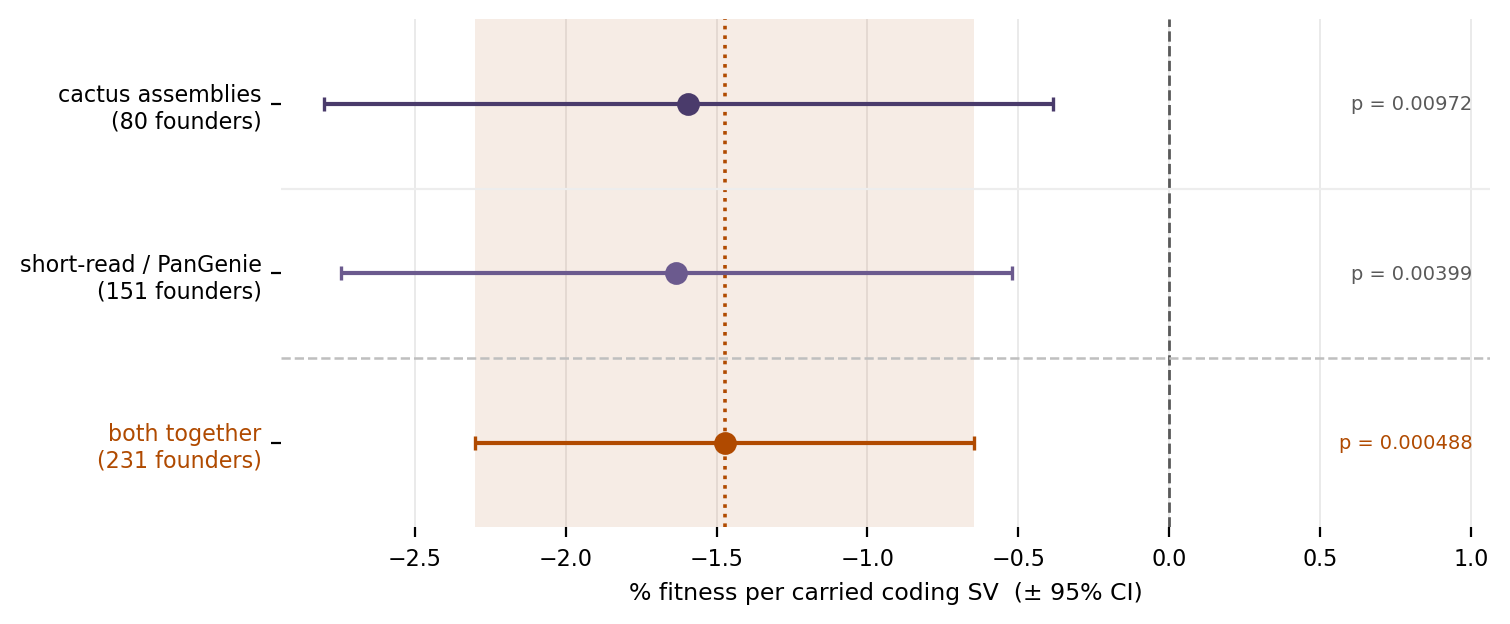 cactus assemblies
(80 founders)
p = 0.00972
short-read / PanGenie
(151 founders)
p = 0.00399
both together
(231 founders)
p = 0.000488
−2.5 −2.0 −1.5 −1.0 −0.5 0.0 0.5 1.0
% fitness per carried coding SV (± 95% CI)